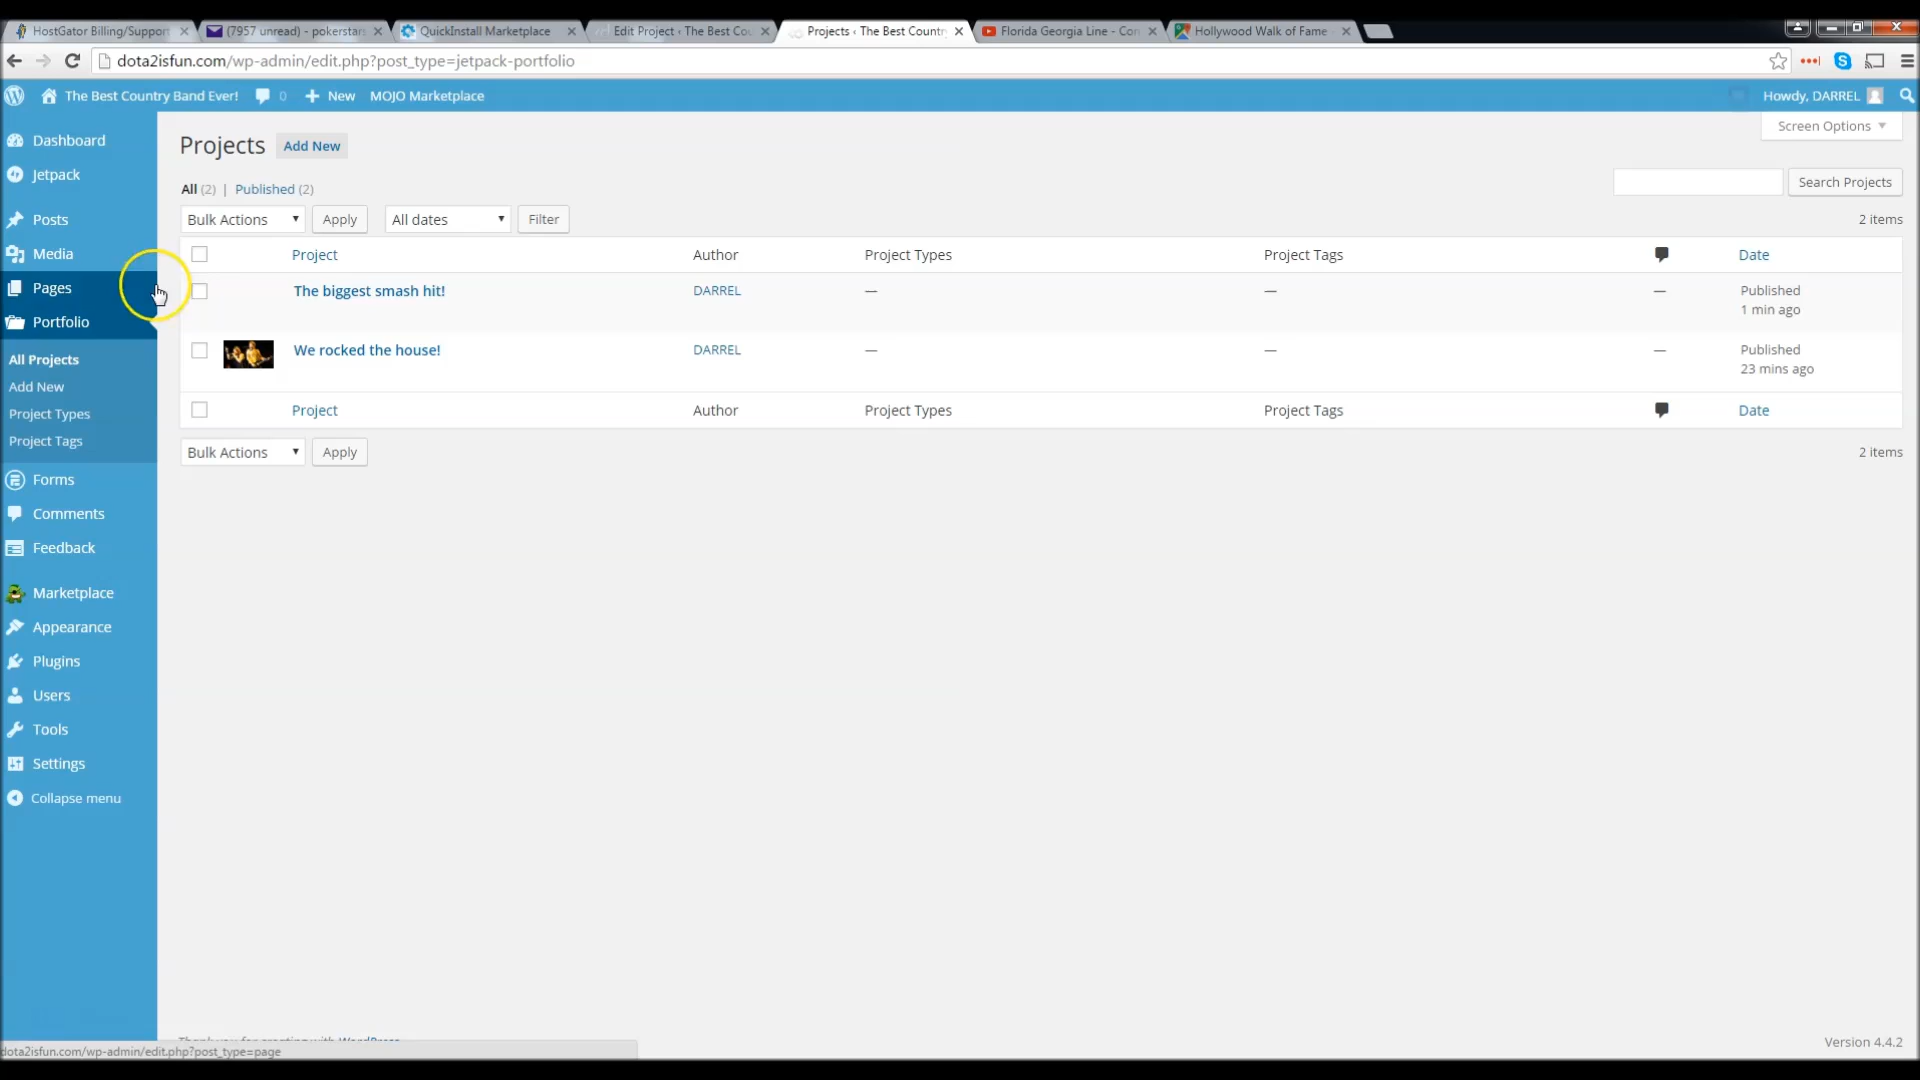 HostGator Billing/Support
(7957 unread) - pokerstars
QuickInstall Marketplace
Edit Project ‹ The Best Cou
Projects ‹ The Best Countr
Florida Georgia Line - Con
Hollywood Walk of Fame
dota2isfun.com/wp-admin/edit.php?post_type=jetpack-portfolio
The Best Country Band Ever! 0 New MOJO Marketplace Howdy, DARREL
Screen Options
Dashboard
Jetpack
Posts
Media
Pages
Portfolio
All Projects
Add New
Project Types
Project Tags
Forms
Comments
Feedback
Marketplace
Appearance
Plugins
Users
Tools
Settings
Collapse menu
Projects Add New
All (2) | Published (2)
Search Projects
Bulk Actions Apply All dates Filter 2 items
Project Author Project Types Project Tags Date
The biggest smash hit! DARREL — — — Published
1 min ago
We rocked the house! DARREL — — — Published
23 mins ago
Project Author Project Types Project Tags Date
Bulk Actions Apply 2 items
Thank you for creating with WordPress
Version 4.4.2
dota2isfun.com/wp-admin/edit.php?post_type=page